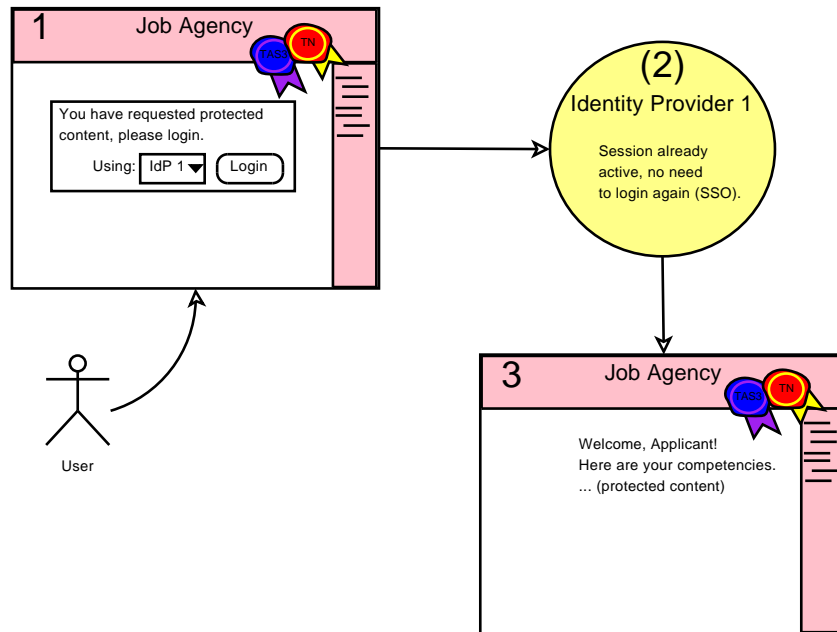 1
Job Agency
TAS3
TN
You have requested protected
content, please login.
Using: IdP 1 Login
User
(2)
Identity Provider 1
Session already
active, no need
to login again (SSO).
3
Job Agency
TAS3
TN
Welcome, Applicant!
Here are your competencies.
... (protected content)